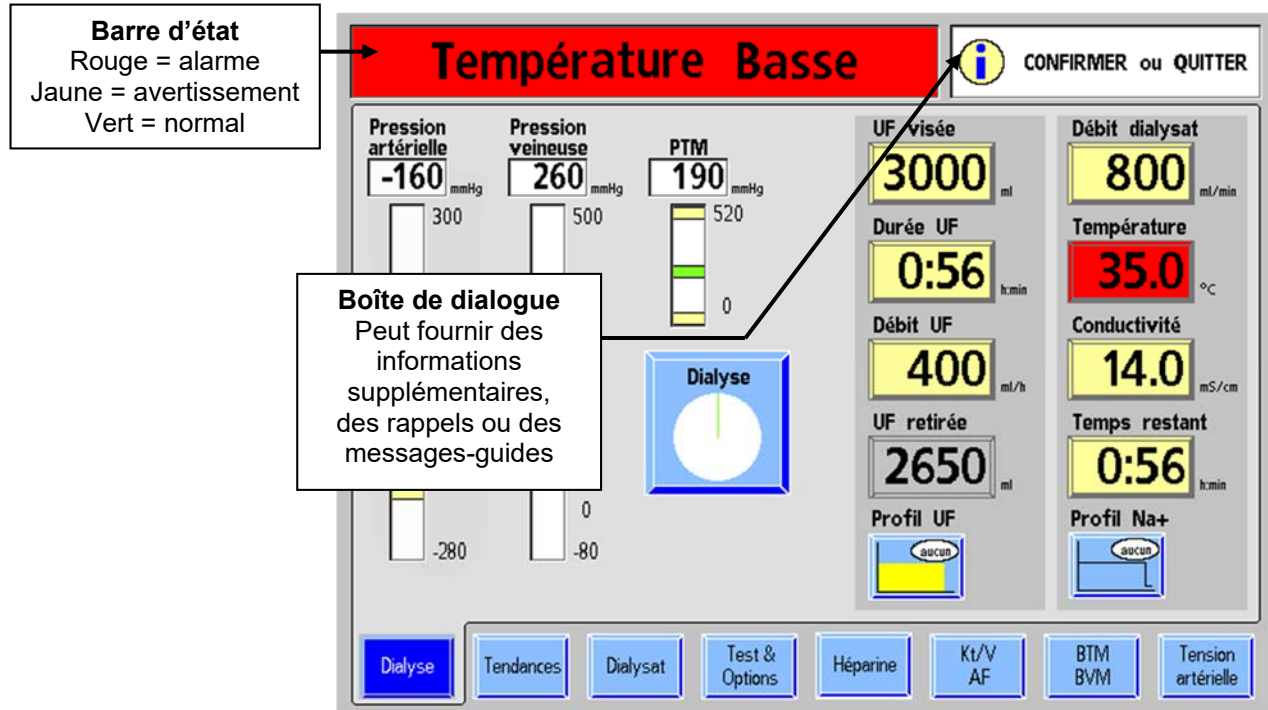 Barre d’état
Rouge = alarme
Jaune = avertissement
Vert = normal
Température Basse
i CONFIRMER ou QUITTER
Pression artérielle
-160 mmHg
300
-280
Pression veineuse
260 mmHg
500
0
-80
PTM
190 mmHg
520
0
Boîte de dialogue
Peut fournir des
informations
supplémentaires,
des rappels ou des
messages-guides
Dialyse
UF visée
3000 ml
Durée UF
0:56 h:min
Débit UF
400 ml/h
UF retirée
2650 ml
Profil UF
aucun
Débit dialysat
800 ml/min
Température
35.0 °C
Conductivité
14.0 mS/cm
Temps restant
0:56 h:min
Profil Na+
aucun
Dialyse
Tendances
Dialysat
Test &
Options
Héparine
Kt/V
AF
BTM
BVM
Tension
artérielle